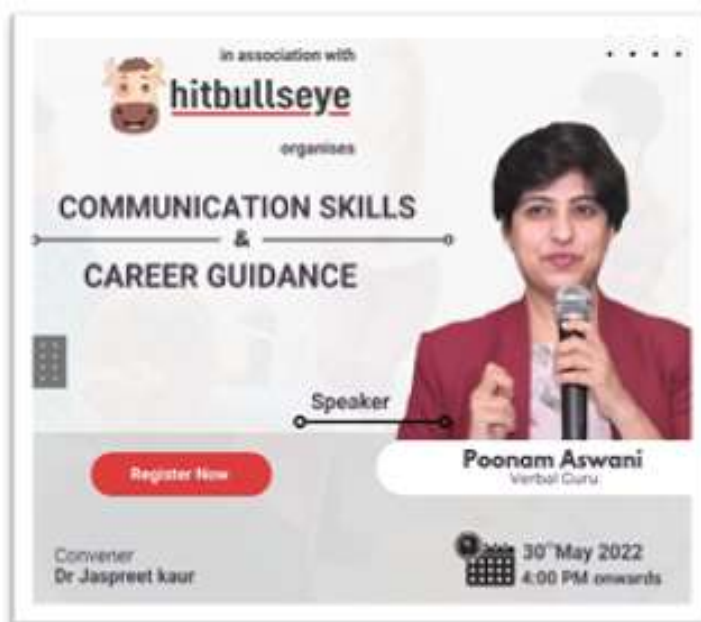 in association with
hitbullseye
organises
COMMUNICATION SKILLS
&
CAREER GUIDANCE
Speaker
Register Now
Poonam Aswani
Verbal Guru
Convener
Dr Jaspreet kaur
30th May 2022
4:00 PM onwards